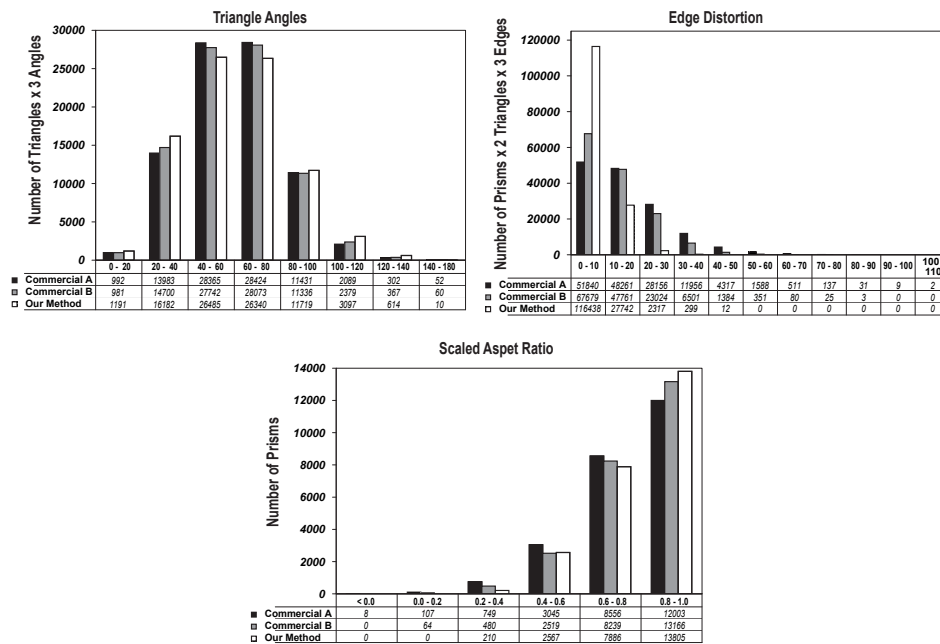 Triangle Angles
Number of Triangles x 3 Angles
30000
25000
20000
15000
10000
5000
0
0 - 20 20 - 40 40 - 60 60 - 80 80 - 100 100 - 120 120 - 140 140 - 180
Commercial A 992 13983 28365 28424 11431 2089 302 52
Commercial B 981 14700 27742 28073 11336 2379 367 60
Our Method 1191 16182 26485 26340 11719 3097 614 10
Edge Distortion
Number of Prisms x 2 Triangles x 3 Edges
120000
100000
80000
60000
40000
20000
0
0 - 10 10 - 20 20 - 30 30 - 40 40 - 50 50 - 60 60 - 70 70 - 80 80 - 90 90 - 100 100 110
Commercial A 51840 48261 28156 11956 4317 1588 511 137 31 9 2
Commercial B 67679 47761 23024 6501 1384 351 80 25 3 0 0
Our Method 116438 27742 2317 299 12 0 0 0 0 0 0
Scaled Aspet Ratio
Number of Prisms
14000
12000
10000
8000
6000
4000
2000
0
< 0.0 0.0 - 0.2 0.2 - 0.4 0.4 - 0.6 0.6 - 0.8 0.8 - 1.0
Commercial A 8 107 749 3045 8556 12003
Commercial B 0 64 480 2519 8239 13166
Our Method 0 0 210 2567 7886 13805